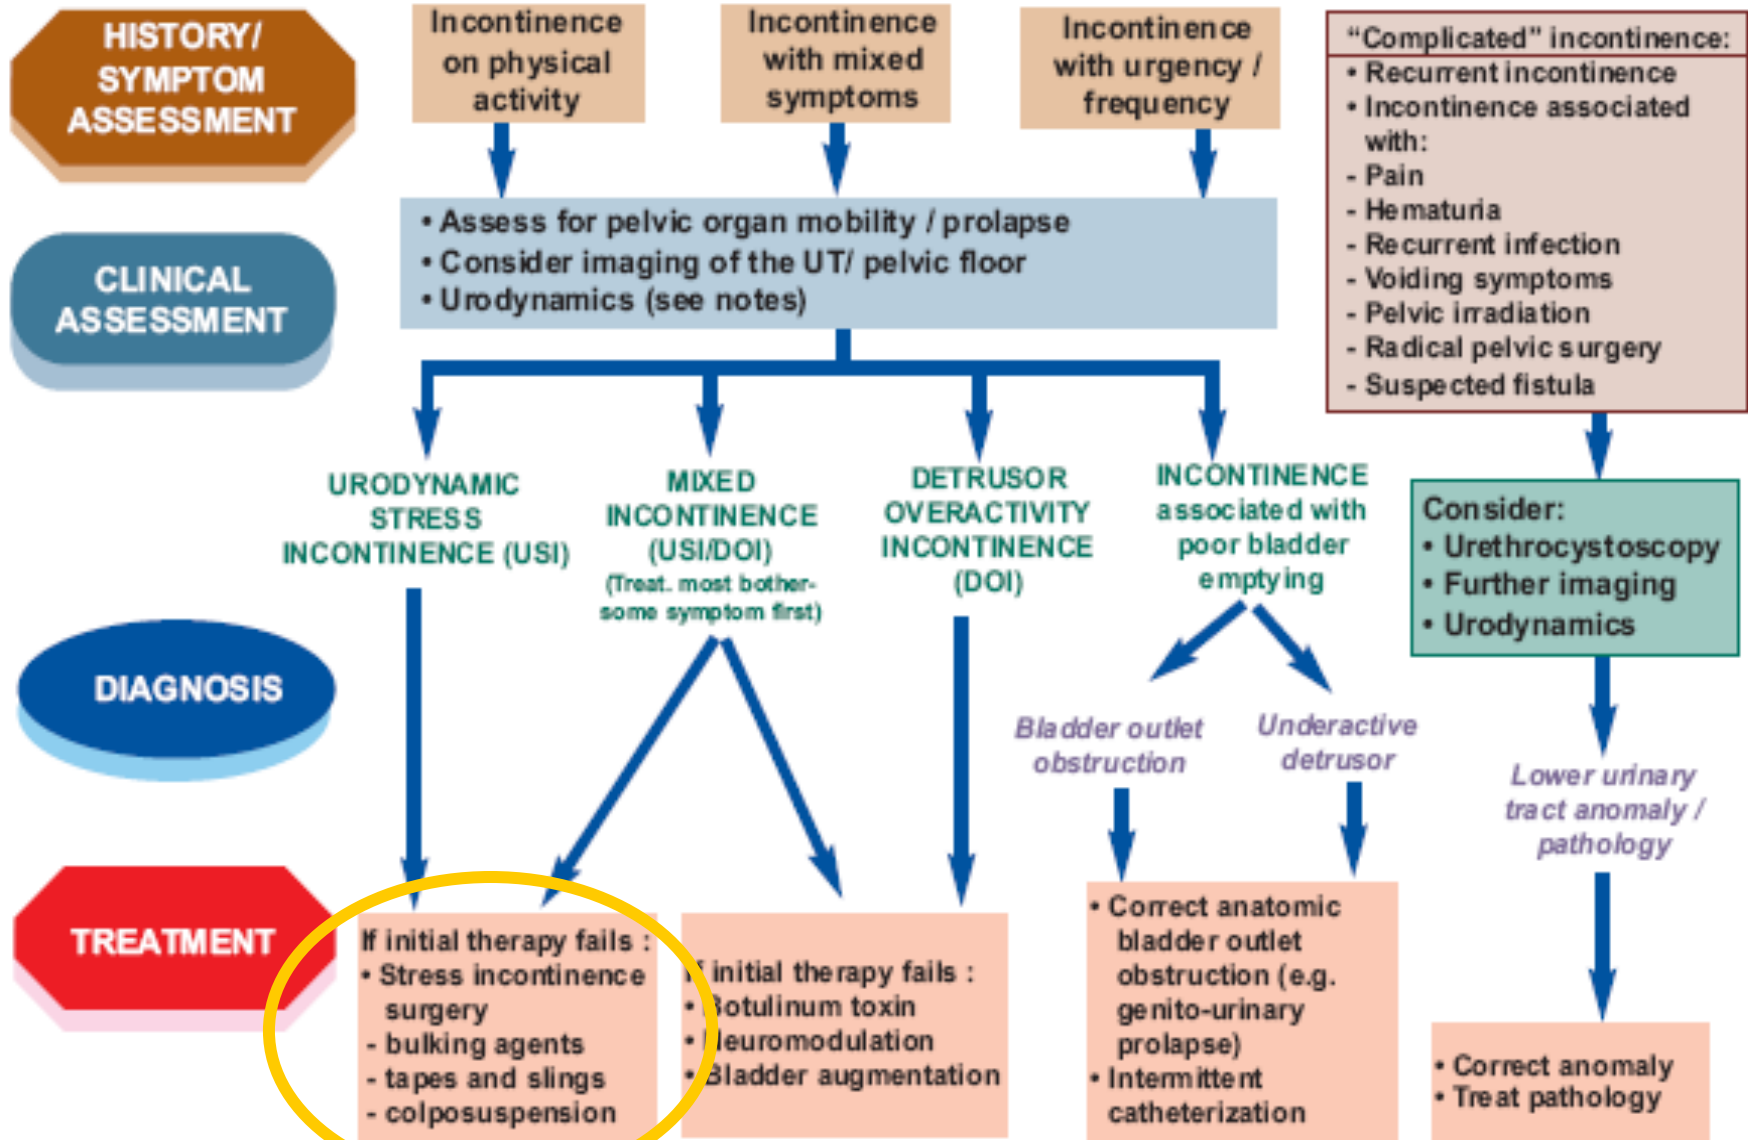 HISTORY/
SYMPTOM
ASSESSMENT
Incontinence
on physical
activity
Incontinence
with mixed
symptoms
Incontinence
with urgency /
frequency
“Complicated” incontinence:
• Recurrent incontinence
• Incontinence associated
with:
- Pain
- Hematuria
- Recurrent infection
- Voiding symptoms
- Pelvic irradiation
- Radical pelvic surgery
- Suspected fistula
CLINICAL
ASSESSMENT
• Assess for pelvic organ mobility / prolapse
• Consider imaging of the UT/ pelvic floor
• Urodynamics (see notes)
URODYNAMIC
STRESS
INCONTINENCE (USI)
MIXED
INCONTINENCE
(USI/DOI)
(Treat. most bother-
some symptom first)
DETRUSOR
OVERACTIVITY
INCONTINENCE
(DOI)
INCONTINENCE
associated with
poor bladder
emptying
Consider:
• Urethrocystoscopy
• Further imaging
• Urodynamics
DIAGNOSIS
Bladder outlet
obstruction
Underactive
detrusor
Lower urinary
tract anomaly /
pathology
TREATMENT
If initial therapy fails :
• Stress incontinence
surgery
- bulking agents
- tapes and slings
- colposuspension
If initial therapy fails :
• Botulinum toxin
• Neuromodulation
• Bladder augmentation
• Correct anatomic
bladder outlet
obstruction (e.g.
genito-urinary
prolapse)
• Intermittent
catheterization
• Correct anomaly
• Treat pathology